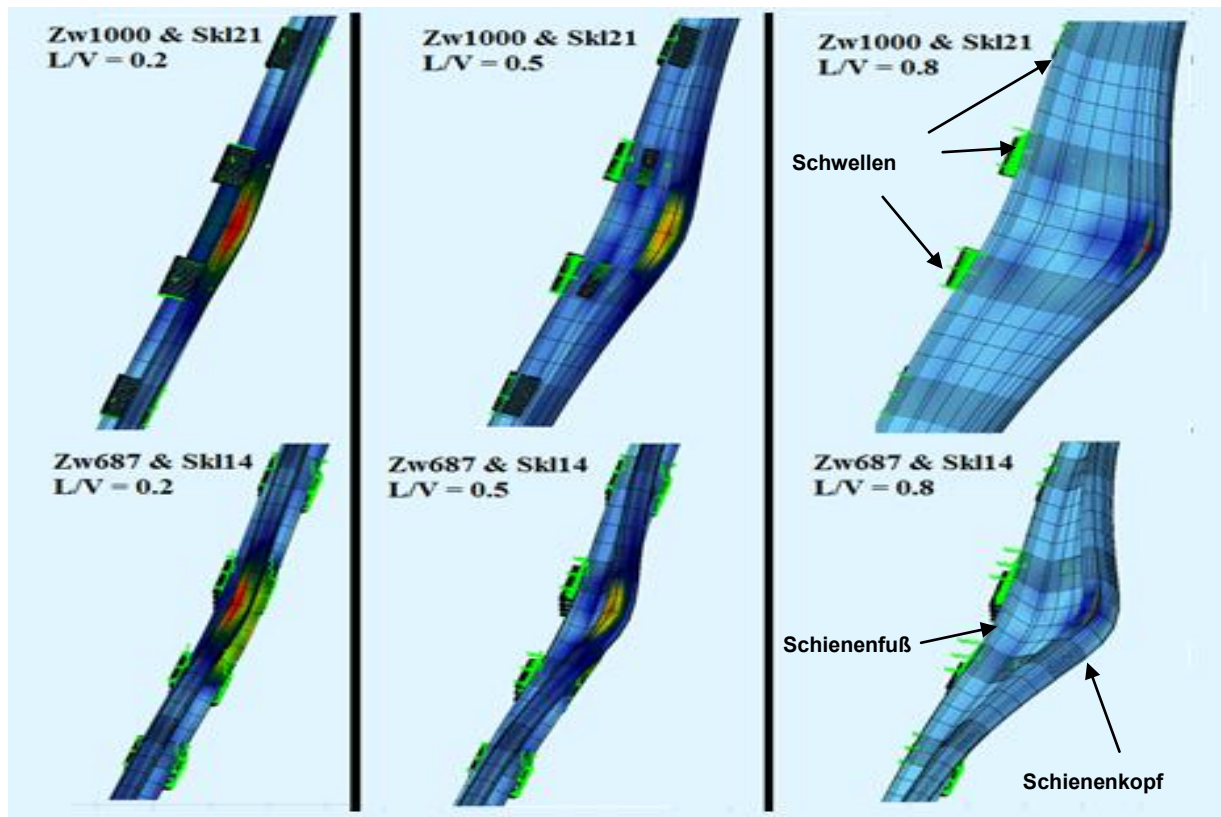 Zw1000 & Skl21
L/V = 0.2
Zw1000 & Skl21
L/V = 0.5
Zw1000 & Skl21
L/V = 0.8
Schwellen
Zw687 & Skl14
L/V = 0.2
Zw687 & Skl14
L/V = 0.5
Zw687 & Skl14
L/V = 0.8
Schienenfuß
Schienenkopf